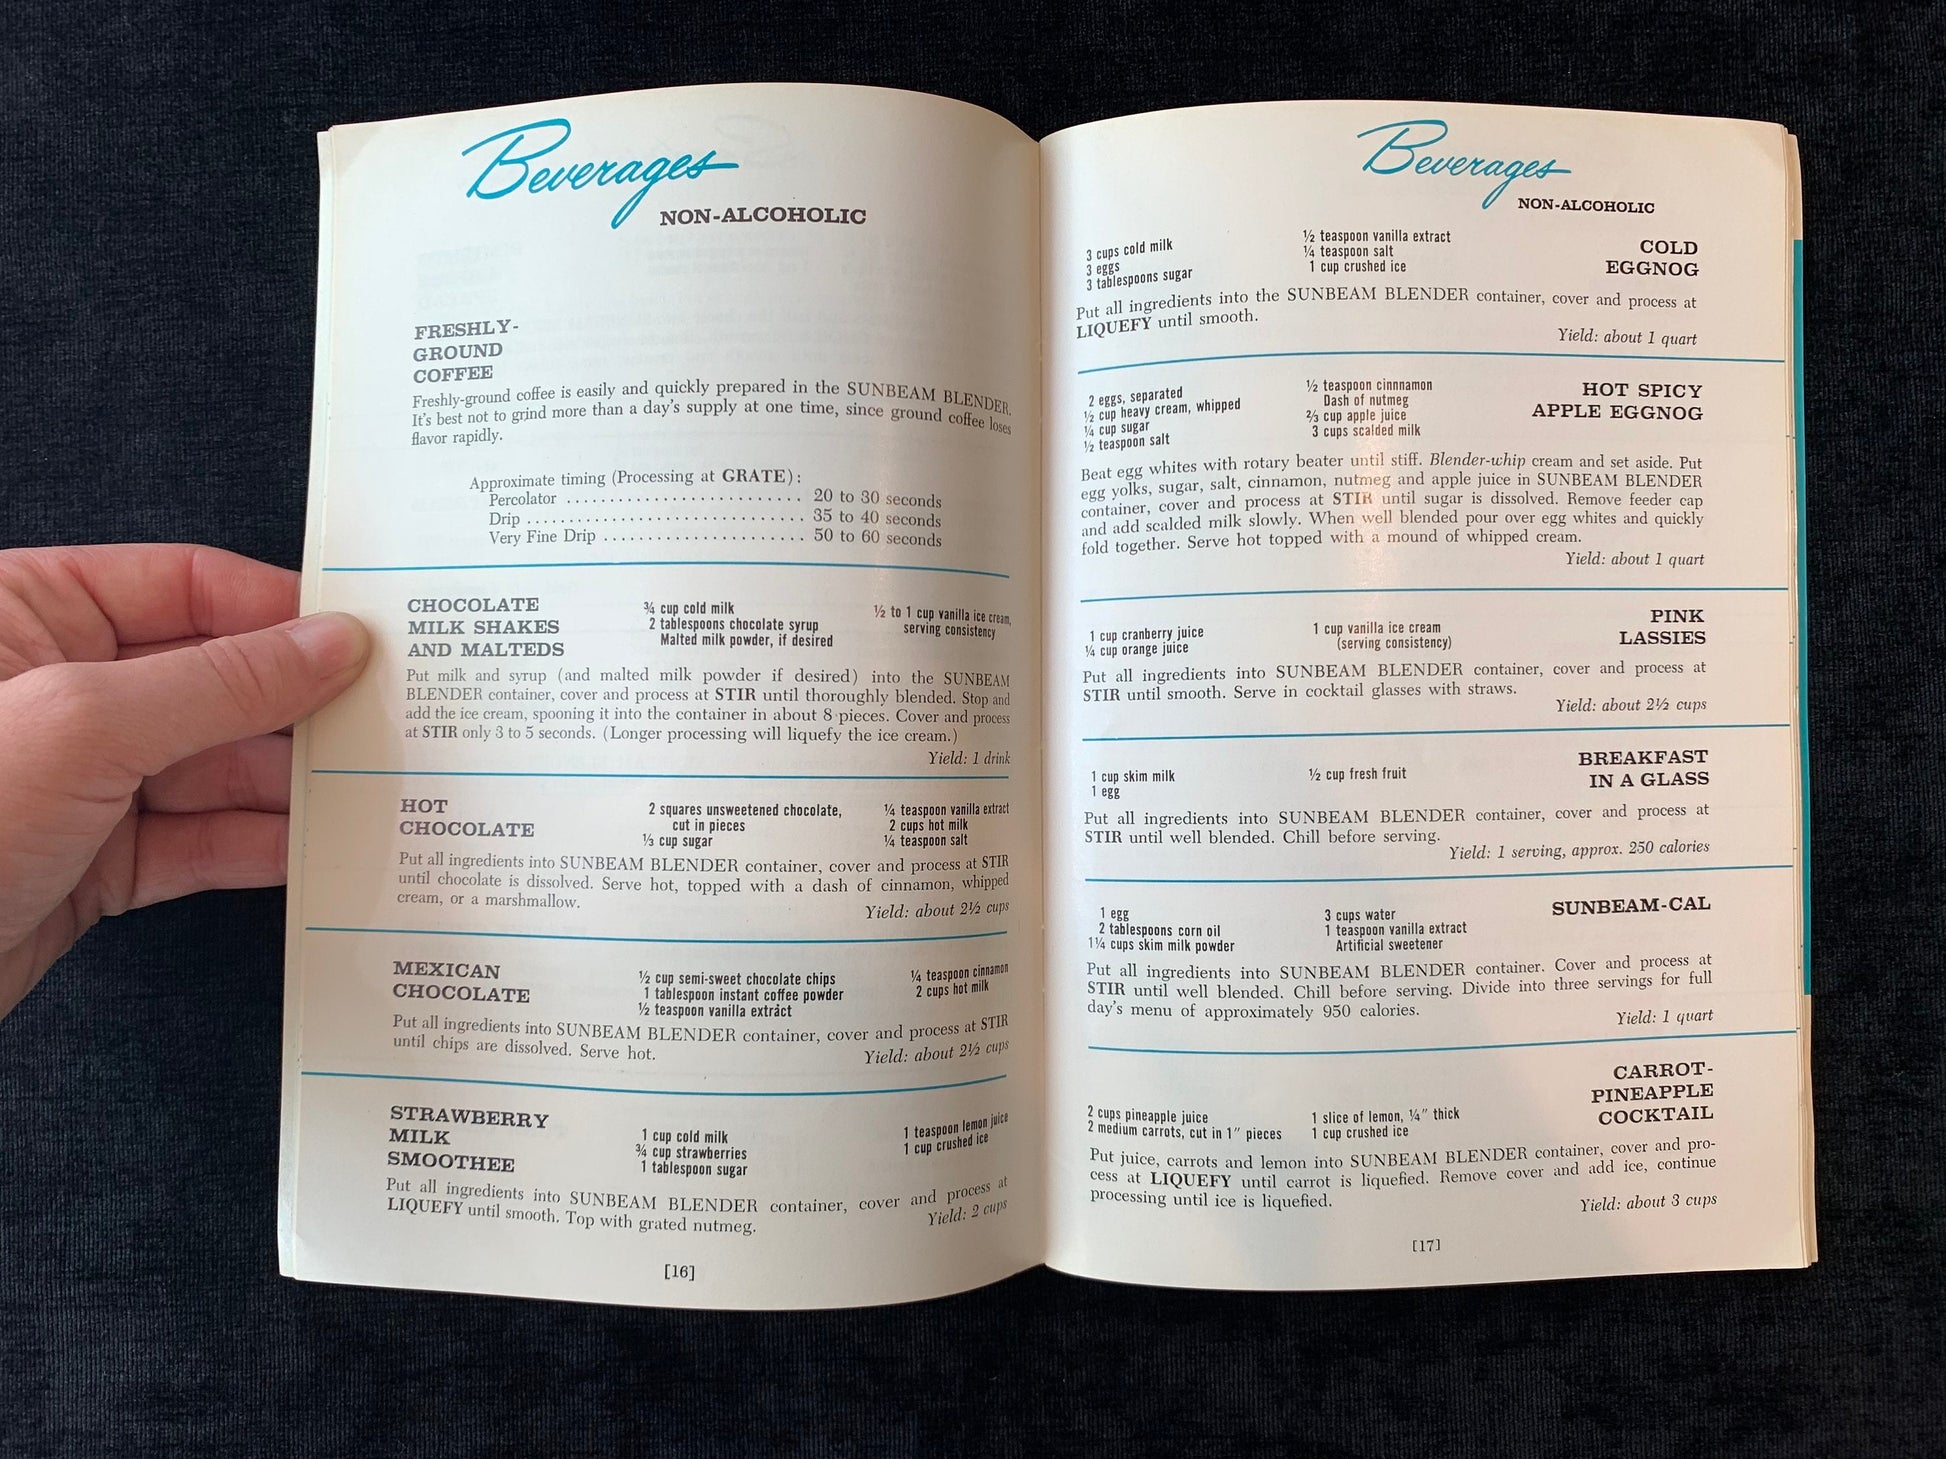 Beverages
NON-ALCOHOLIC
FRESHLY-
GROUND
COFFEE
Freshly-ground coffee is easily and quickly prepared in the SUNBEAM BLENDER.
It's best not to grind more than a day's supply at one time, since ground coffee loses
flavor rapidly.
Approximate timing (Processing at GRATE):
Percolator ........................ 20 to 30 seconds
Drip ............................. 35 to 40 seconds
Very Fine Drip ..................... 50 to 60 seconds
CHOCOLATE
MILK SHAKES
AND MALTEDS
¾ cup cold milk
2 tablespoons chocolate syrup
Malted milk powder, if desired
½ to 1 cup vanilla ice cream,
serving consistency
Put milk and syrup (and malted milk powder if desired) into the SUNBEAM
BLENDER container, cover and process at STIR until thoroughly blended. Stop and
add the ice cream, spooning it into the container in about 8 pieces. Cover and process
at STIR only 3 to 5 seconds. (Longer processing will liquefy the ice cream.)
Yield: 1 drink
HOT
CHOCOLATE
2 squares unsweetened chocolate,
cut in pieces
⅓ cup sugar
¼ teaspoon vanilla extract
2 cups hot milk
¼ teaspoon salt
Put all ingredients into SUNBEAM BLENDER container, cover and process at STIR
until chocolate is dissolved. Serve hot, topped with a dash of cinnamon, whipped
cream, or a marshmallow.
Yield: about 2½ cups
MEXICAN
CHOCOLATE
½ cup semi-sweet chocolate chips
1 tablespoon instant coffee powder
½ teaspoon vanilla extract
¼ teaspoon cinnamon
2 cups hot milk
Put all ingredients into SUNBEAM BLENDER container, cover and process at STIR
until chips are dissolved. Serve hot.
Yield: about 2½ cups
STRAWBERRY
MILK
SMOOTHEE
1 cup cold milk
¾ cup strawberries
1 tablespoon sugar
1 teaspoon lemon juice
1 cup crushed ice
Put all ingredients into SUNBEAM BLENDER container, cover and process at
LIQUEFY until smooth. Top with grated nutmeg.
Yield: 2 cups
[16]
Beverages
NON-ALCOHOLIC
3 cups cold milk
3 eggs
3 tablespoons sugar
½ teaspoon vanilla extract
¼ teaspoon salt
1 cup crushed ice
COLD
EGGNOG
Put all ingredients into the SUNBEAM BLENDER container, cover and process at
LIQUEFY until smooth.
Yield: about 1 quart
2 eggs, separated
½ cup heavy cream, whipped
¼ cup sugar
½ teaspoon salt
½ teaspoon cinnnamon
Dash of nutmeg
⅔ cup apple juice
3 cups scalded milk
HOT SPICY
APPLE EGGNOG
Beat egg whites with rotary beater until stiff. Blender-whip cream and set aside. Put
egg yolks, sugar, salt, cinnamon, nutmeg and apple juice in SUNBEAM BLENDER
container, cover and process at STIR until sugar is dissolved. Remove feeder cap
and add scalded milk slowly. When well blended pour over egg whites and quickly
fold together. Serve hot topped with a mound of whipped cream.
Yield: about 1 quart
1 cup cranberry juice
¼ cup orange juice
1 cup vanilla ice cream
(serving consistency)
PINK
LASSIES
Put all ingredients into SUNBEAM BLENDER container, cover and process at
STIR until smooth. Serve in cocktail glasses with straws.
Yield: about 2½ cups
1 cup skim milk
1 egg
½ cup fresh fruit
BREAKFAST
IN A GLASS
Put all ingredients into SUNBEAM BLENDER container, cover and process at
STIR until well blended. Chill before serving.
Yield: 1 serving, approx. 250 calories
1 egg
2 tablespoons corn oil
1¼ cups skim milk powder
3 cups water
1 teaspoon vanilla extract
Artificial sweetener
SUNBEAM-CAL
Put all ingredients into SUNBEAM BLENDER container. Cover and process at
STIR until well blended. Chill before serving. Divide into three servings for full
day's menu of approximately 950 calories.
Yield: 1 quart
2 cups pineapple juice
2 medium carrots, cut in 1" pieces
1 slice of lemon, ¼" thick
1 cup crushed ice
CARROT-
PINEAPPLE
COCKTAIL
Put juice, carrots and lemon into SUNBEAM BLENDER container, cover and pro-
cess at LIQUEFY until carrot is liquefied. Remove cover and add ice, continue
processing until ice is liquefied.
Yield: about 3 cups
[17]